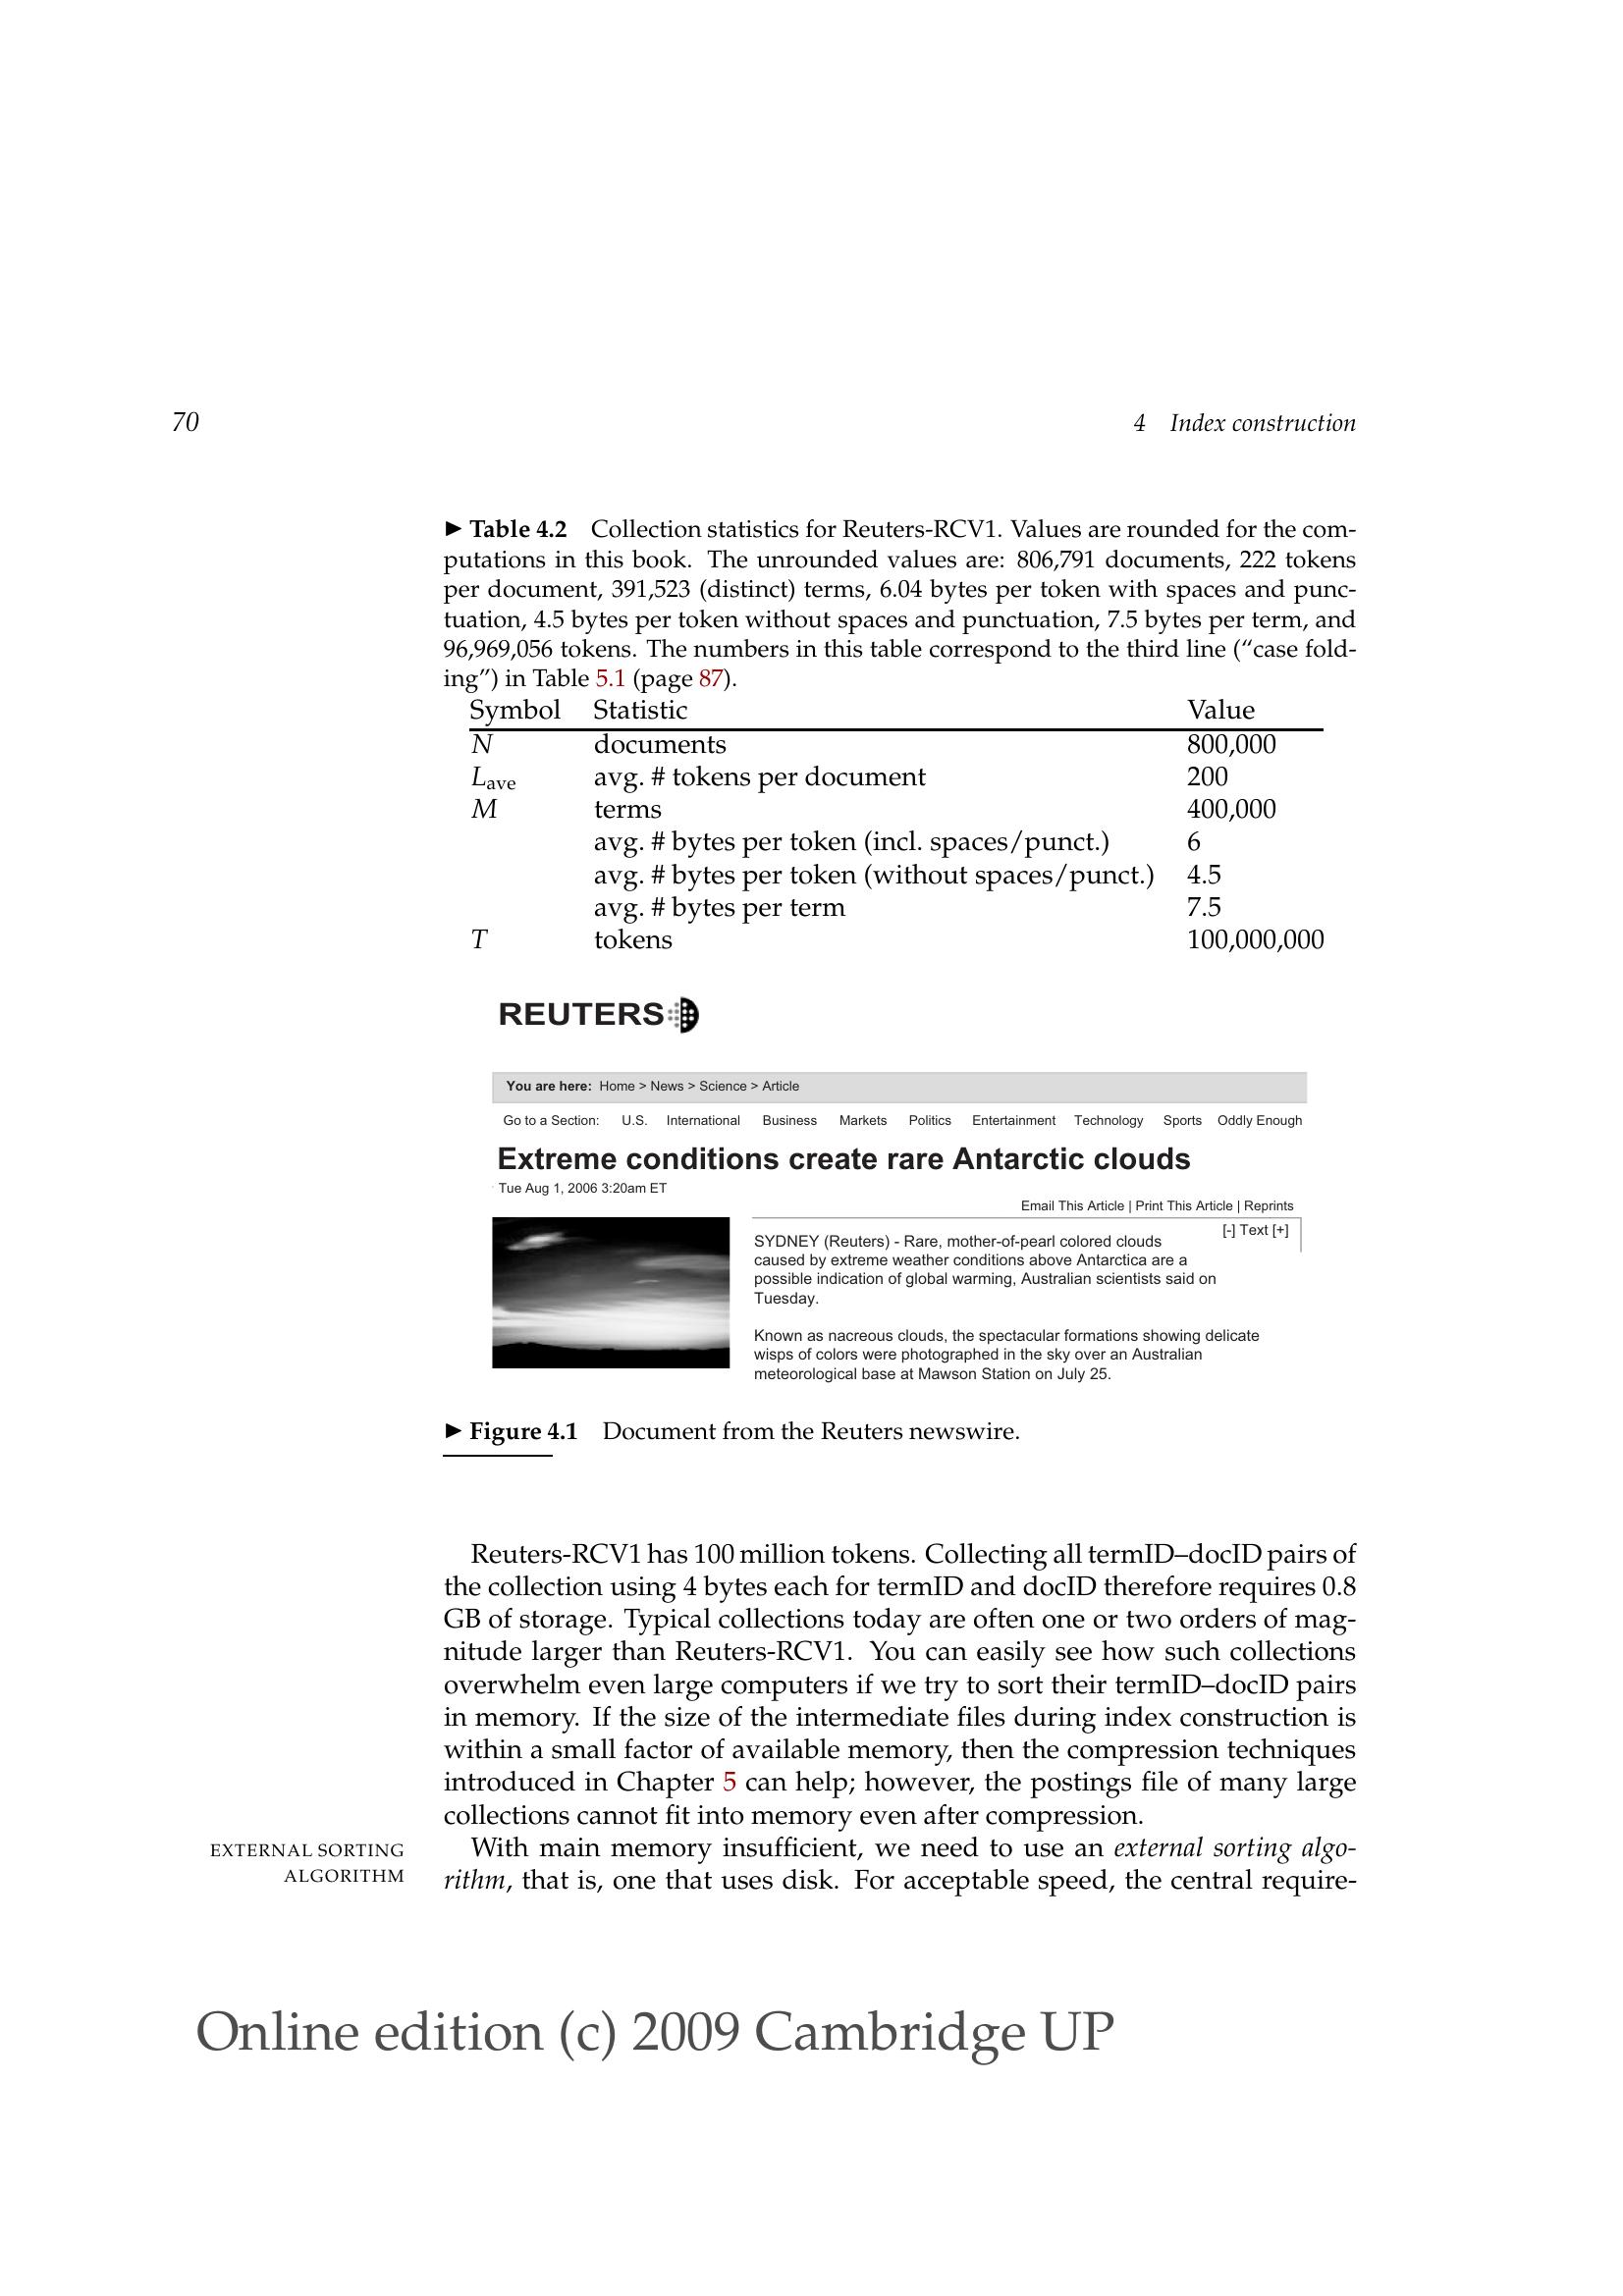 70
4 Index construction
► Table 4.2 Collection statistics for Reuters-RCV1. Values are rounded for the com-
putations in this book. The unrounded values are: 806,791 documents, 222 tokens
per document, 391,523 (distinct) terms, 6.04 bytes per token with spaces and punc-
tuation, 4.5 bytes per token without spaces and punctuation, 7.5 bytes per term, and
96,969,056 tokens. The numbers in this table correspond to the third line (“case fold-
ing”) in Table 5.1 (page 87).
Symbol Statistic Value
N documents 800,000
Lave avg. # tokens per document 200
M terms 400,000
avg. # bytes per token (incl. spaces/punct.) 6
avg. # bytes per token (without spaces/punct.) 4.5
avg. # bytes per term 7.5
T tokens 100,000,000
REUTERS
You are here: Home > News > Science > Article
Go to a Section: U.S. International Business Markets Politics Entertainment Technology Sports Oddly Enough
Extreme conditions create rare Antarctic clouds
Tue Aug 1, 2006 3:20am ET
Email This Article | Print This Article | Reprints
[-] Text [+]
SYDNEY (Reuters) - Rare, mother-of-pearl colored clouds
caused by extreme weather conditions above Antarctica are a
possible indication of global warming, Australian scientists said on
Tuesday.
Known as nacreous clouds, the spectacular formations showing delicate
wisps of colors were photographed in the sky over an Australian
meteorological base at Mawson Station on July 25.
► Figure 4.1 Document from the Reuters newswire.
Reuters-RCV1 has 100 million tokens. Collecting all termID–docID pairs of
the collection using 4 bytes each for termID and docID therefore requires 0.8
GB of storage. Typical collections today are often one or two orders of mag-
nitude larger than Reuters-RCV1. You can easily see how such collections
overwhelm even large computers if we try to sort their termID–docID pairs
in memory. If the size of the intermediate files during index construction is
within a small factor of available memory, then the compression techniques
introduced in Chapter 5 can help; however, the postings file of many large
collections cannot fit into memory even after compression.
EXTERNAL SORTING
ALGORITHM
With main memory insufficient, we need to use an external sorting algo-
rithm, that is, one that uses disk. For acceptable speed, the central require-
Online edition (c) 2009 Cambridge UP